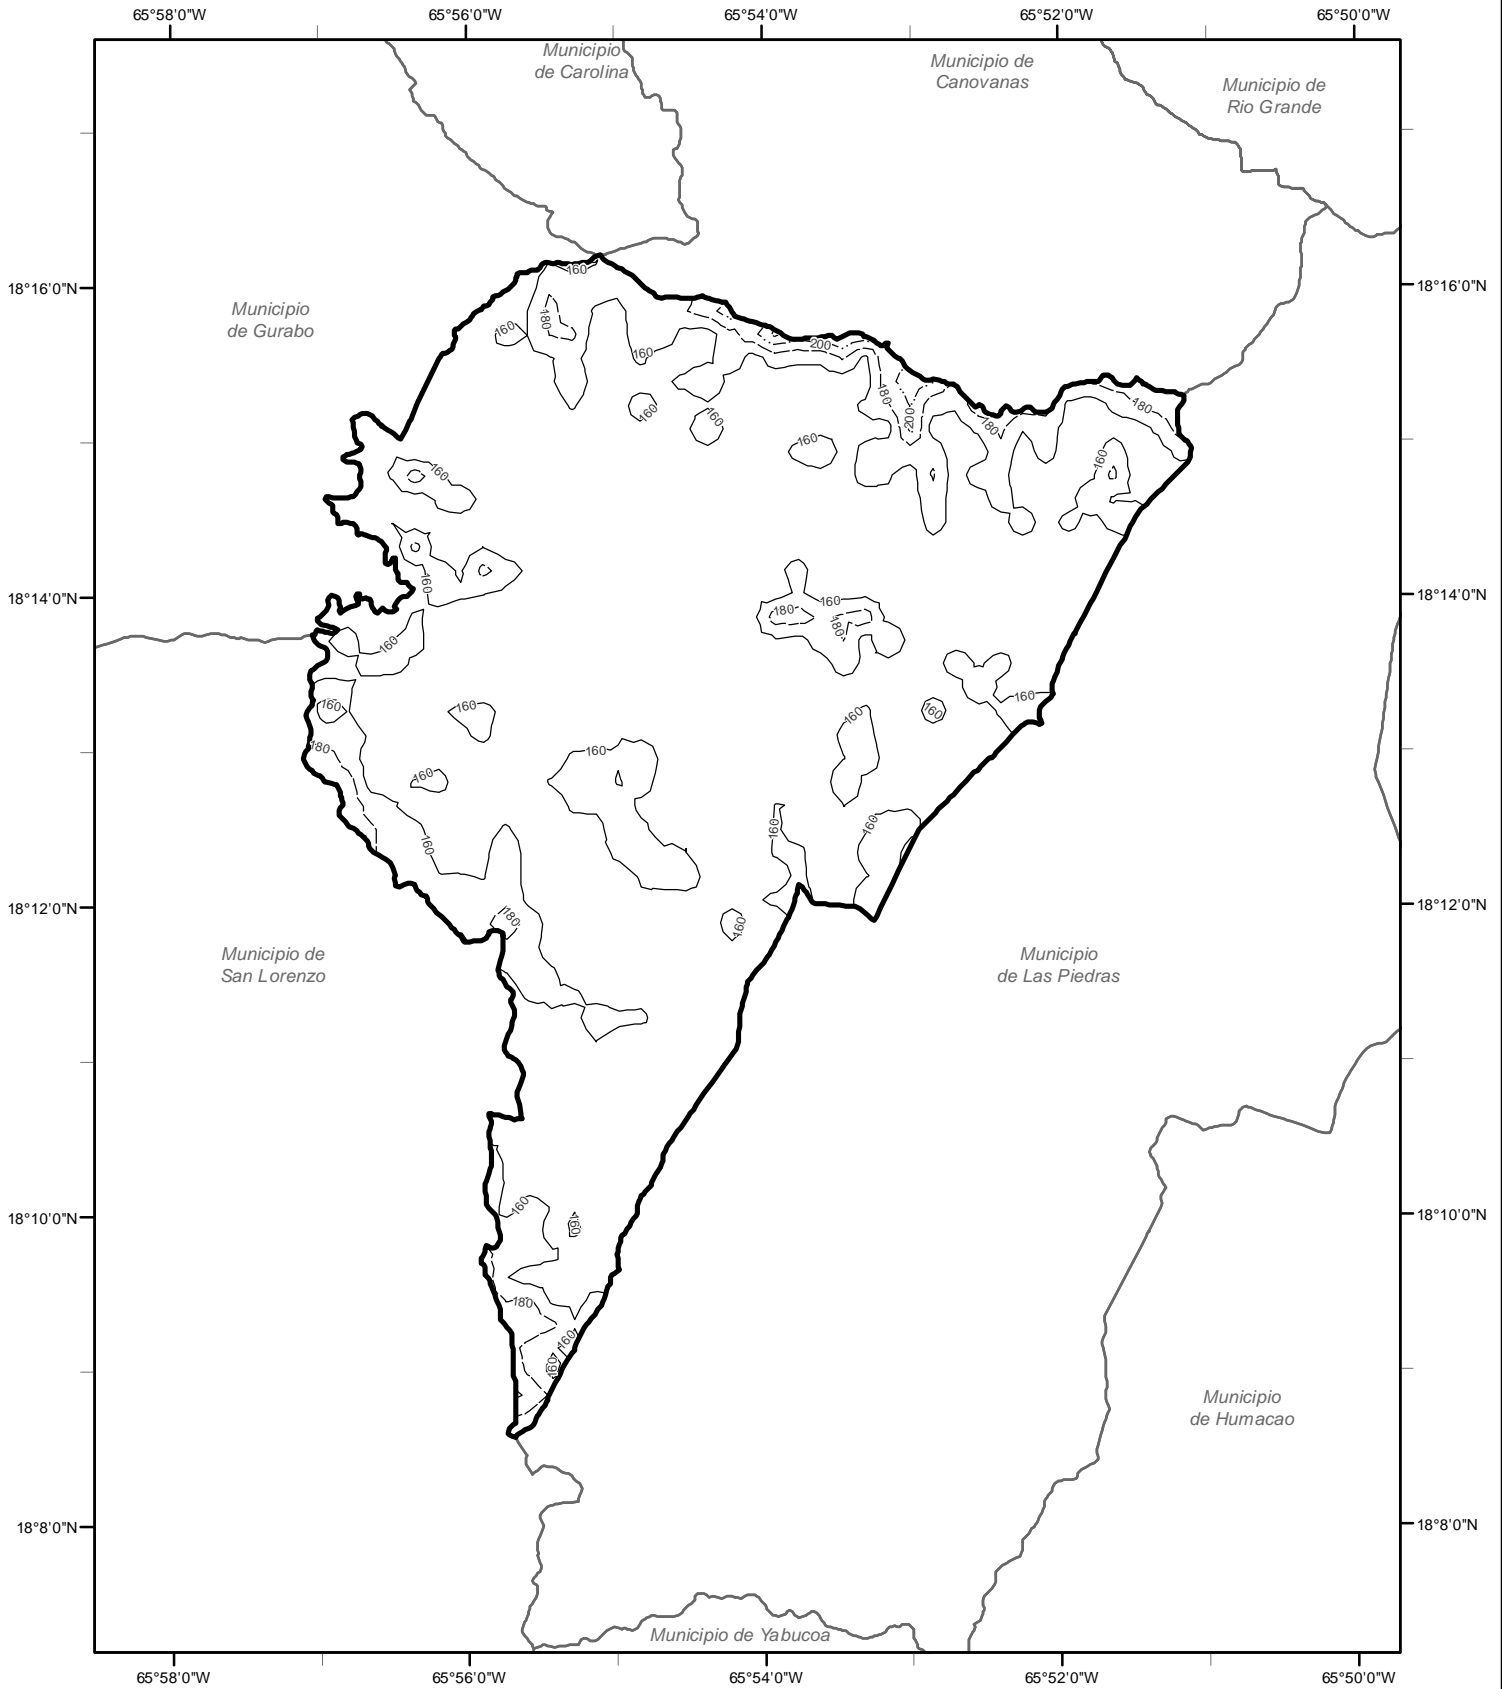 65°58'0"W
65°56'0"W
65°54'0"W
65°52'0"W
65°50'0"W
Municipio
de Carolina
Municipio de
Canovanas
Municipio de
Rio Grande
18°16'0"N
160
18°16'0"N
Municipio
de Gurabo
180
160
160
200
180
180
160
160
200
180
160
160
160
160
18°14'0"N
18°14'0"N
180
160
180
160
160
160
160
160
160
180
160
160
160
160
160
18°12'0"N
18°12'0"N
180
160
Municipio de
San Lorenzo
Municipio
de Las Piedras
160
160
18°10'0"N
18°10'0"N
180
160
160
Municipio
de Humacao
18°8'0"N
18°8'0"N
Municipio de Yabucoa
65°58'0"W
65°56'0"W
65°54'0"W
65°52'0"W
65°50'0"W